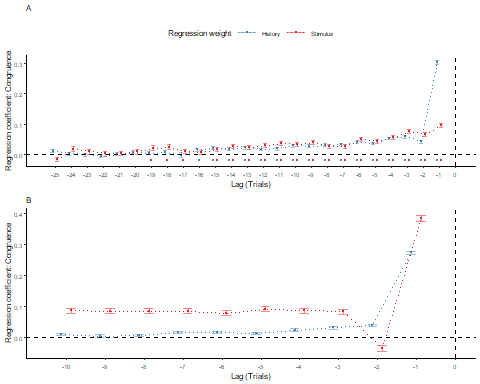 A
Regression weight History Stimulus
Regression coefficient: Congruence
0.3
0.2
0.1
0.0
-25 -24 -23 -22 -21 -20 -19 -18 -17 -16 -15 -14 -13 -12 -11 -10 -9 -8 -7 -6 -5 -4 -3 -2 -1 0
Lag (Trials)
B
Regression coefficient: Congruence
0.4
0.3
0.2
0.1
0.0
-10 -9 -8 -7 -6 -5 -4 -3 -2 -1 0
Lag (Trials)